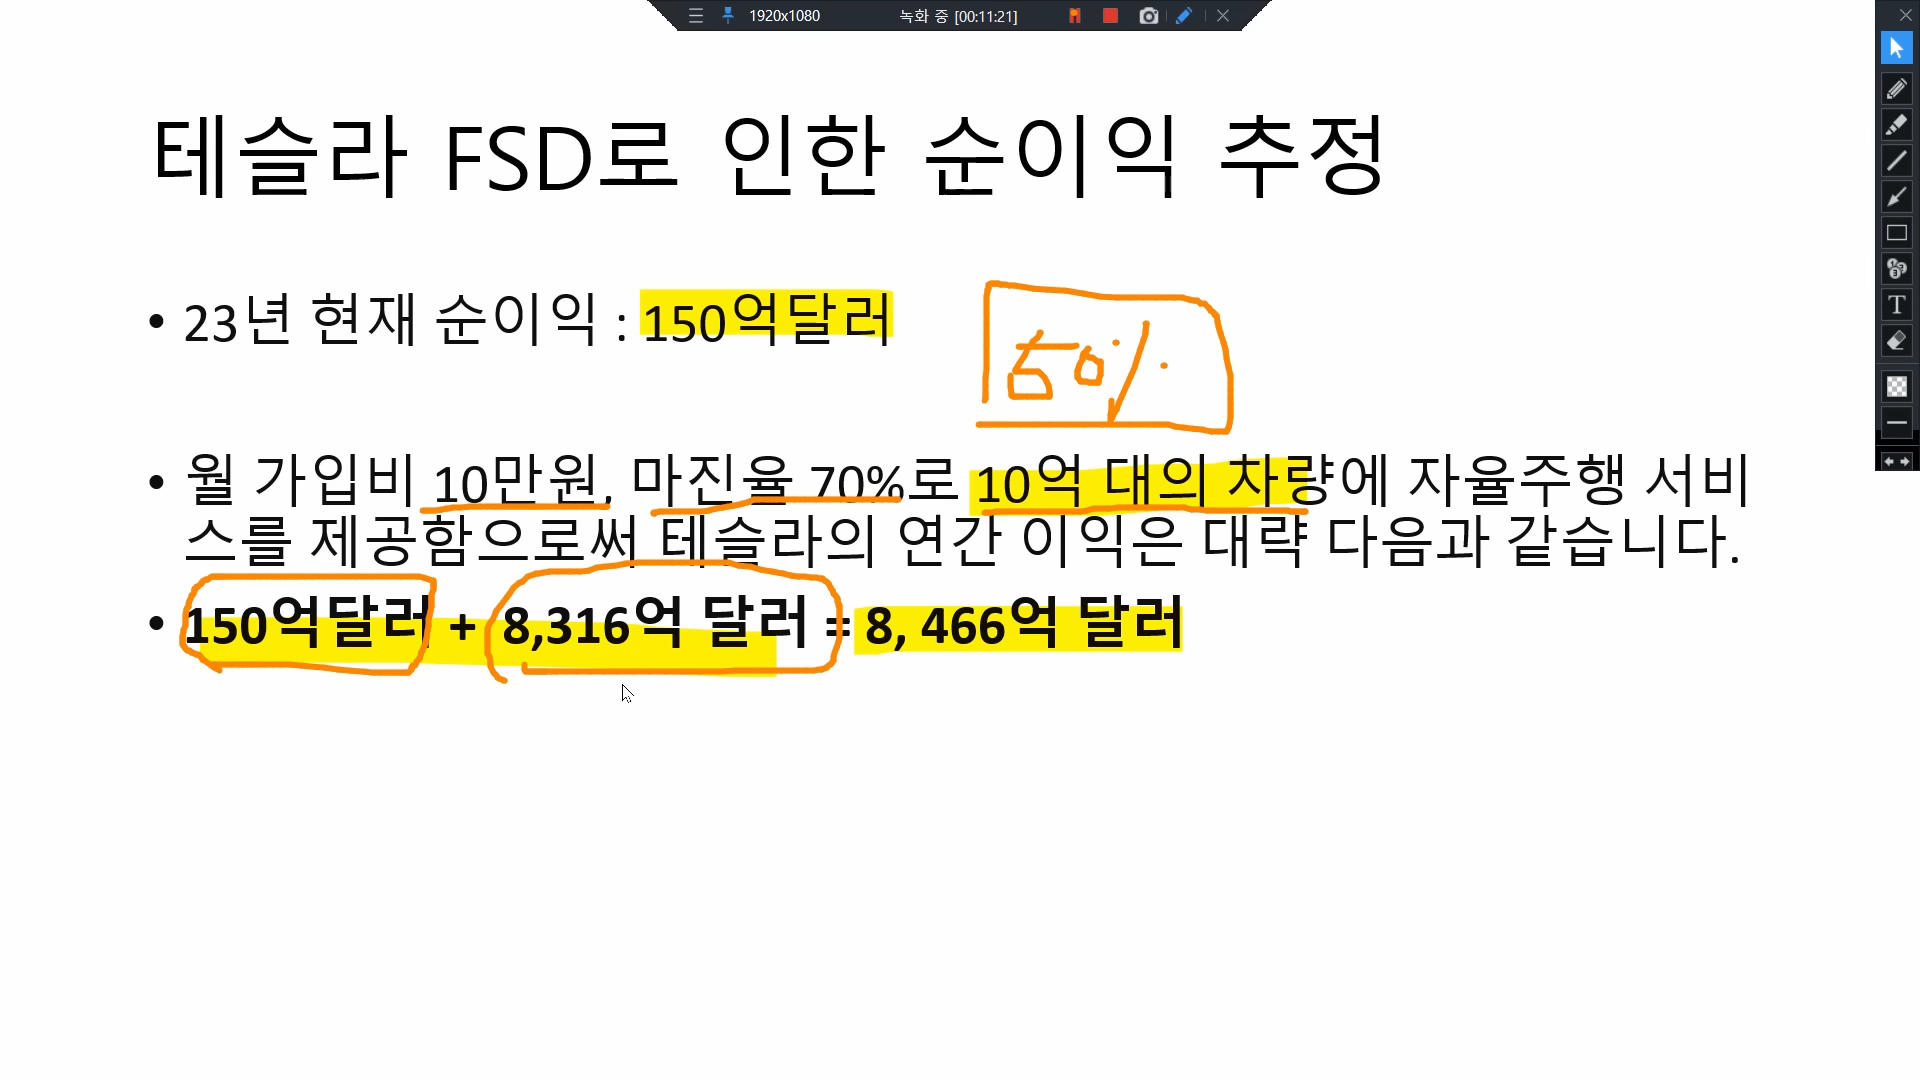 1920x1080 녹화 중 [00:11:21]
테슬라 FSD로 인한 순이익 추정
• 23년 현재 순이익 : 150억달러
50%
• 월 가입비 10만원, 마진율 70%로 10억 대의 차량에 자율주행 서비
스를 제공함으로써 테슬라의 연간 이익은 대략 다음과 같습니다.
• 150억달러 + 8,316억 달러 = 8, 466억 달러